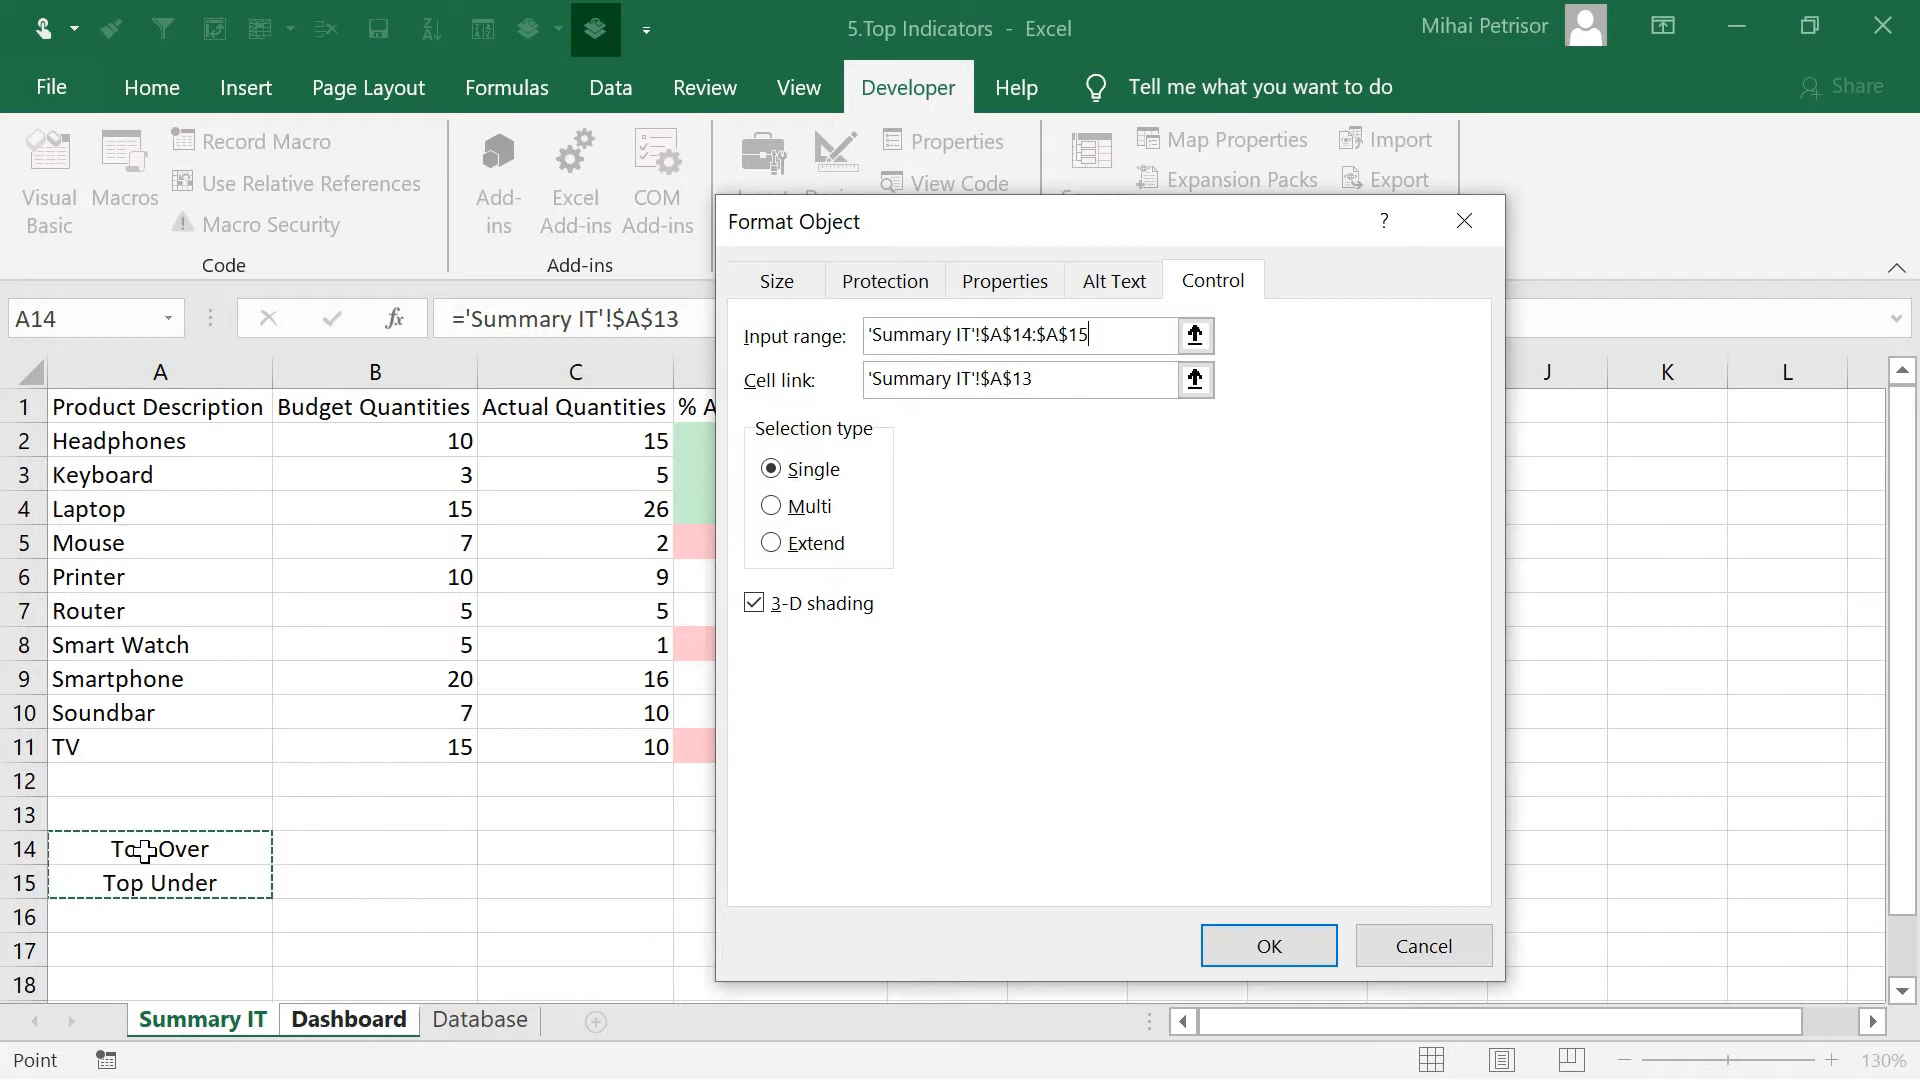 5.Top Indicators - Excel
Mihai Petrisor
File Home Insert Page Layout Formulas Data Review View Developer Help Tell me what you want to do Share
Visual Basic
Macros
Record Macro
Use Relative References
Macro Security
Code
Add-ins
Excel Add-ins
COM Add-ins
Add-ins
Properties
View Code
Map Properties
Expansion Packs
Import
Export
A14
fx
='Summary IT'!$A$13
A B C J K L
1 Product Description Budget Quantities Actual Quantities % A
2 Headphones 10 15
3 Keyboard 3 5
4 Laptop 15 26
5 Mouse 7 2
6 Printer 10 9
7 Router 5 5
8 Smart Watch 5 1
9 Smartphone 20 16
10 Soundbar 7 10
11 TV 15 10
12
13
14 Top Over
15 Top Under
16
17
18
Format Object ?
Size Protection Properties Alt Text Control
Input range: 'Summary IT'!$A$14:$A$15
Cell link: 'Summary IT'!$A$13
Selection type
Single
Multi
Extend
3-D shading
OK Cancel
Summary IT Dashboard Database
Point
130%